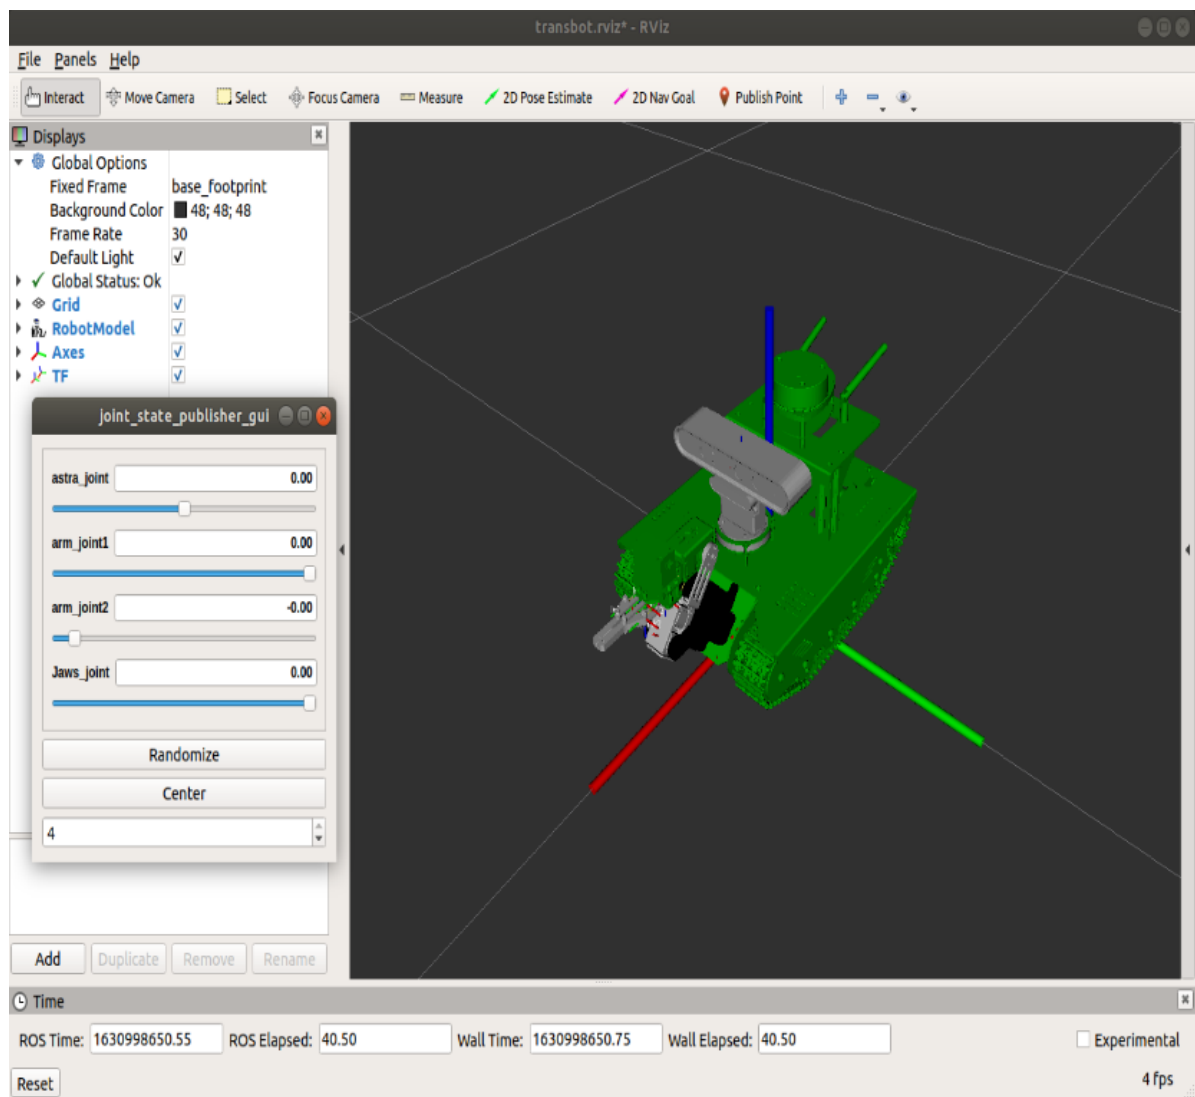 transbot.rviz* - RViz
File Panels Help
Interact Move Camera Select Focus Camera Measure 2D Pose Estimate 2D Nav Goal Publish Point
Displays
Global Options
Fixed Frame base_footprint
Background Color 48; 48; 48
Frame Rate 30
Default Light
Global Status: Ok
Grid
RobotModel
Axes
TF
joint_state_publisher_gui
astra_joint 0.00
arm_joint1 0.00
arm_joint2 -0.00
Jaws_joint 0.00
Randomize
Center
4
Add Duplicate Remove Rename
Time
ROS Time: 1630998650.55 ROS Elapsed: 40.50 Wall Time: 1630998650.75 Wall Elapsed: 40.50 Experimental
Reset 4 fps